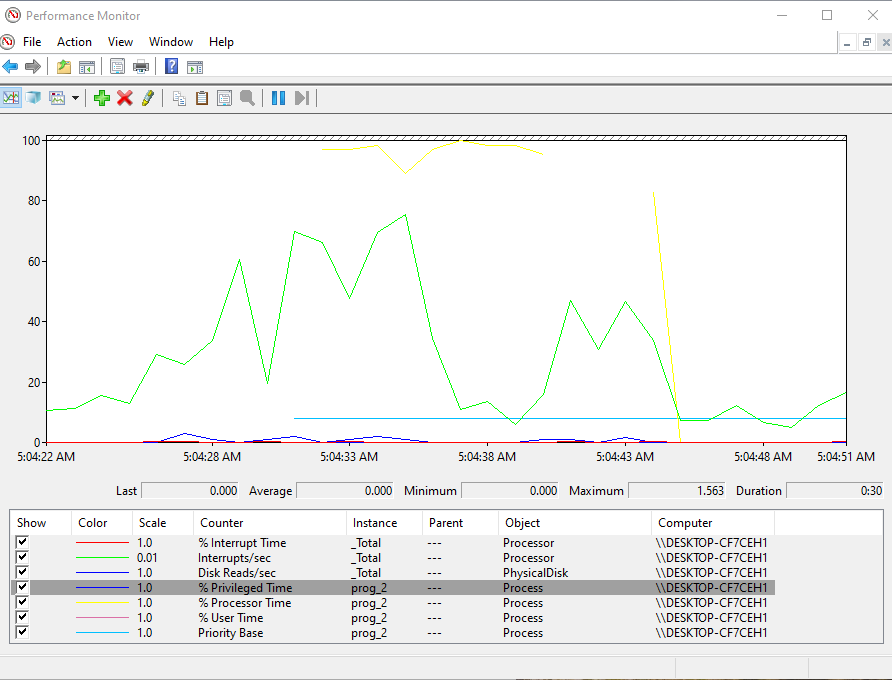 Performance Monitor
File Action View Window Help
100
80
60
40
20
0
5:04:22 AM 5:04:28 AM 5:04:33 AM 5:04:38 AM 5:04:43 AM 5:04:48 AM 5:04:51 AM
Last 0.000 Average 0.000 Minimum 0.000 Maximum 1.563 Duration 0:30
Show Color Scale Counter Instance Parent Object Computer
1.0 % Interrupt Time _Total --- Processor \\DESKTOP-CF7CEH1
0.01 Interrupts/sec _Total --- Processor \\DESKTOP-CF7CEH1
1.0 Disk Reads/sec _Total --- PhysicalDisk \\DESKTOP-CF7CEH1
1.0 % Privileged Time prog_2 --- Process \\DESKTOP-CF7CEH1
1.0 % Processor Time prog_2 --- Process \\DESKTOP-CF7CEH1
1.0 % User Time prog_2 --- Process \\DESKTOP-CF7CEH1
1.0 Priority Base prog_2 --- Process \\DESKTOP-CF7CEH1